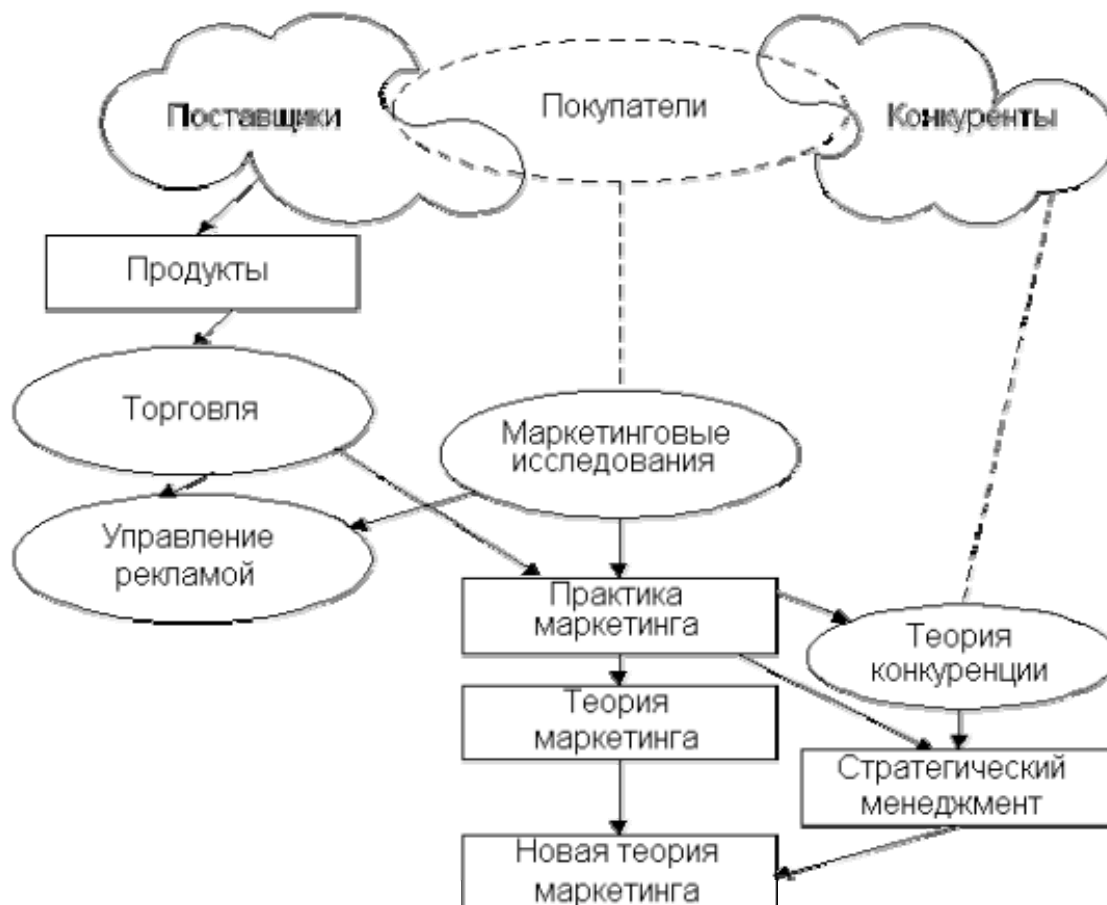 Поставщики
Покупатели
Конкуренты
Продукты
Торговля
Маркетинговые
исследования
Управление
рекламой
Практика
маркетинга
Теория
конкуренции
Теория
маркетинга
Стратегический
менеджмент
Новая теория
маркетинга